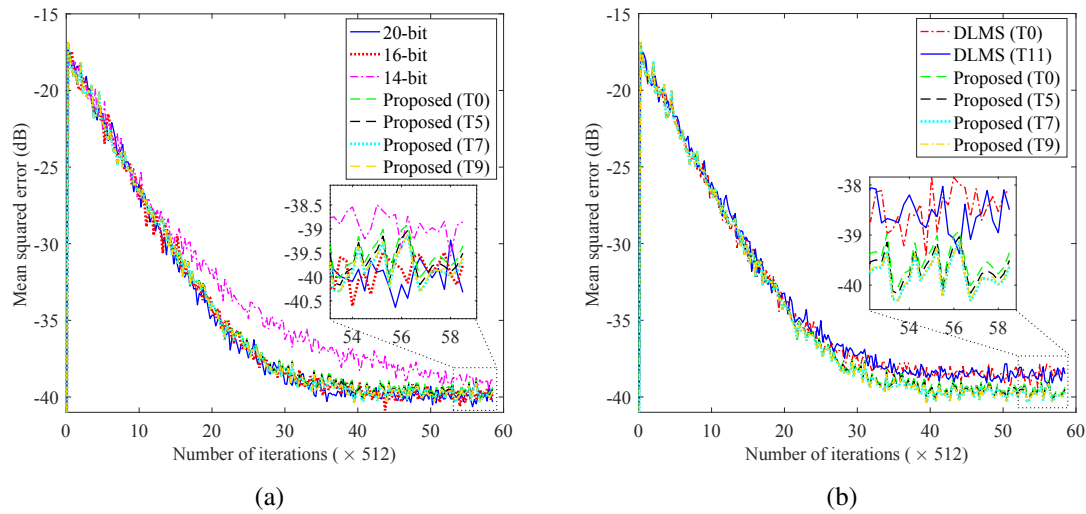 -15
-20
-25
-30
-35
-40
Mean squared error (dB)
0
10
20
30
40
50
60
Number of iterations ( × 512)
20-bit
16-bit
14-bit
Proposed (T0)
Proposed (T5)
Proposed (T7)
Proposed (T9)
-38.5
-39
-39.5
-40
-40.5
54
56
58
(a)
-15
-20
-25
-30
-35
-40
Mean squared error (dB)
0
10
20
30
40
50
60
Number of iterations ( × 512)
DLMS (T0)
DLMS (T11)
Proposed (T0)
Proposed (T5)
Proposed (T7)
Proposed (T9)
-38
-39
-40
54
56
58
(b)